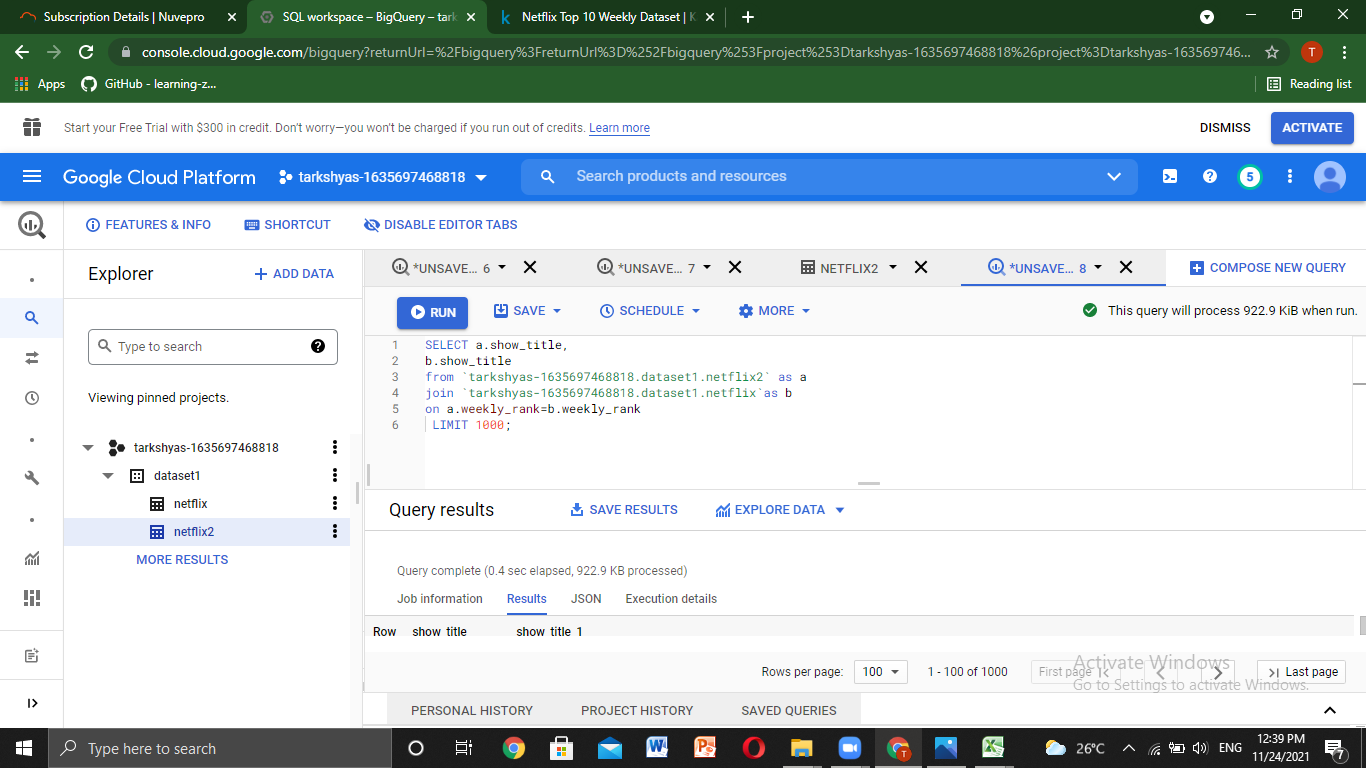 Subscription Details | Nuvepro
SQL workspace – BigQuery – tark
Netflix Top 10 Weekly Dataset | K
console.cloud.google.com/bigquery?returnUrl=%2Fbigquery%3FreturnUrl%3D%252Fbigquery%253Fproject%253Dtarkshyas-1635697468818%26project%3Dtarkshyas-163569746...
T
Apps
GitHub - learning-z...
Reading list
Start your Free Trial with $300 in credit. Don't worry—you won't be charged if you run out of credits. Learn more
DISMISS
ACTIVATE
Google Cloud Platform
tarkshyas-1635697468818
Search products and resources
5
FEATURES & INFO
SHORTCUT
DISABLE EDITOR TABS
Explorer
+ ADD DATA
*UNSAVE... 6
*UNSAVE... 7
NETFLIX2
*UNSAVE... 8
COMPOSE NEW QUERY
RUN
SAVE
SCHEDULE
MORE
This query will process 922.9 KiB when run.
Type to search
Viewing pinned projects.
tarkshyas-1635697468818
dataset1
netflix
netflix2
MORE RESULTS
1 SELECT a.show_title,
2 b.show_title
3 from `tarkshyas-1635697468818.dataset1.netflix2` as a
4 join `tarkshyas-1635697468818.dataset1.netflix`as b
5 on a.weekly_rank=b.weekly_rank
6 LIMIT 1000;
Query results
SAVE RESULTS
EXPLORE DATA
Query complete (0.4 sec elapsed, 922.9 KB processed)
Job information
Results
JSON
Execution details
Row show_title show_title_1
Rows per page: 100
1 - 100 of 1000
First page
Last page
Activate Windows
Go to Settings to activate Windows.
PERSONAL HISTORY
PROJECT HISTORY
SAVED QUERIES
Type here to search
26°C
ENG
12:39 PM
11/24/2021
7